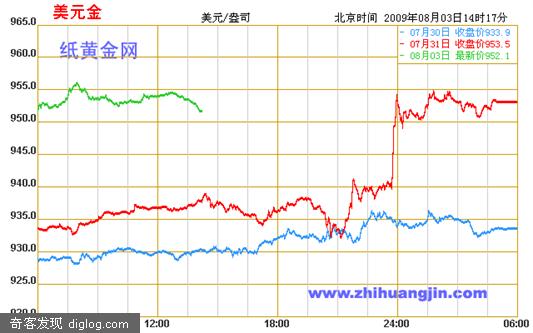 美元金
美元/盎司
北京时间 2009年08月03日14时17分
纸黄金网
07月30日 收盘价933.9
07月31日 收盘价953.5
08月03日 最新价952.1
965.0
960.0
955.0
950.0
945.0
940.0
935.0
930.0
925.0
920.0
12:00
18:00
24:00
06:00
www.zhihuangjin.com
奇客发现 diglog.com